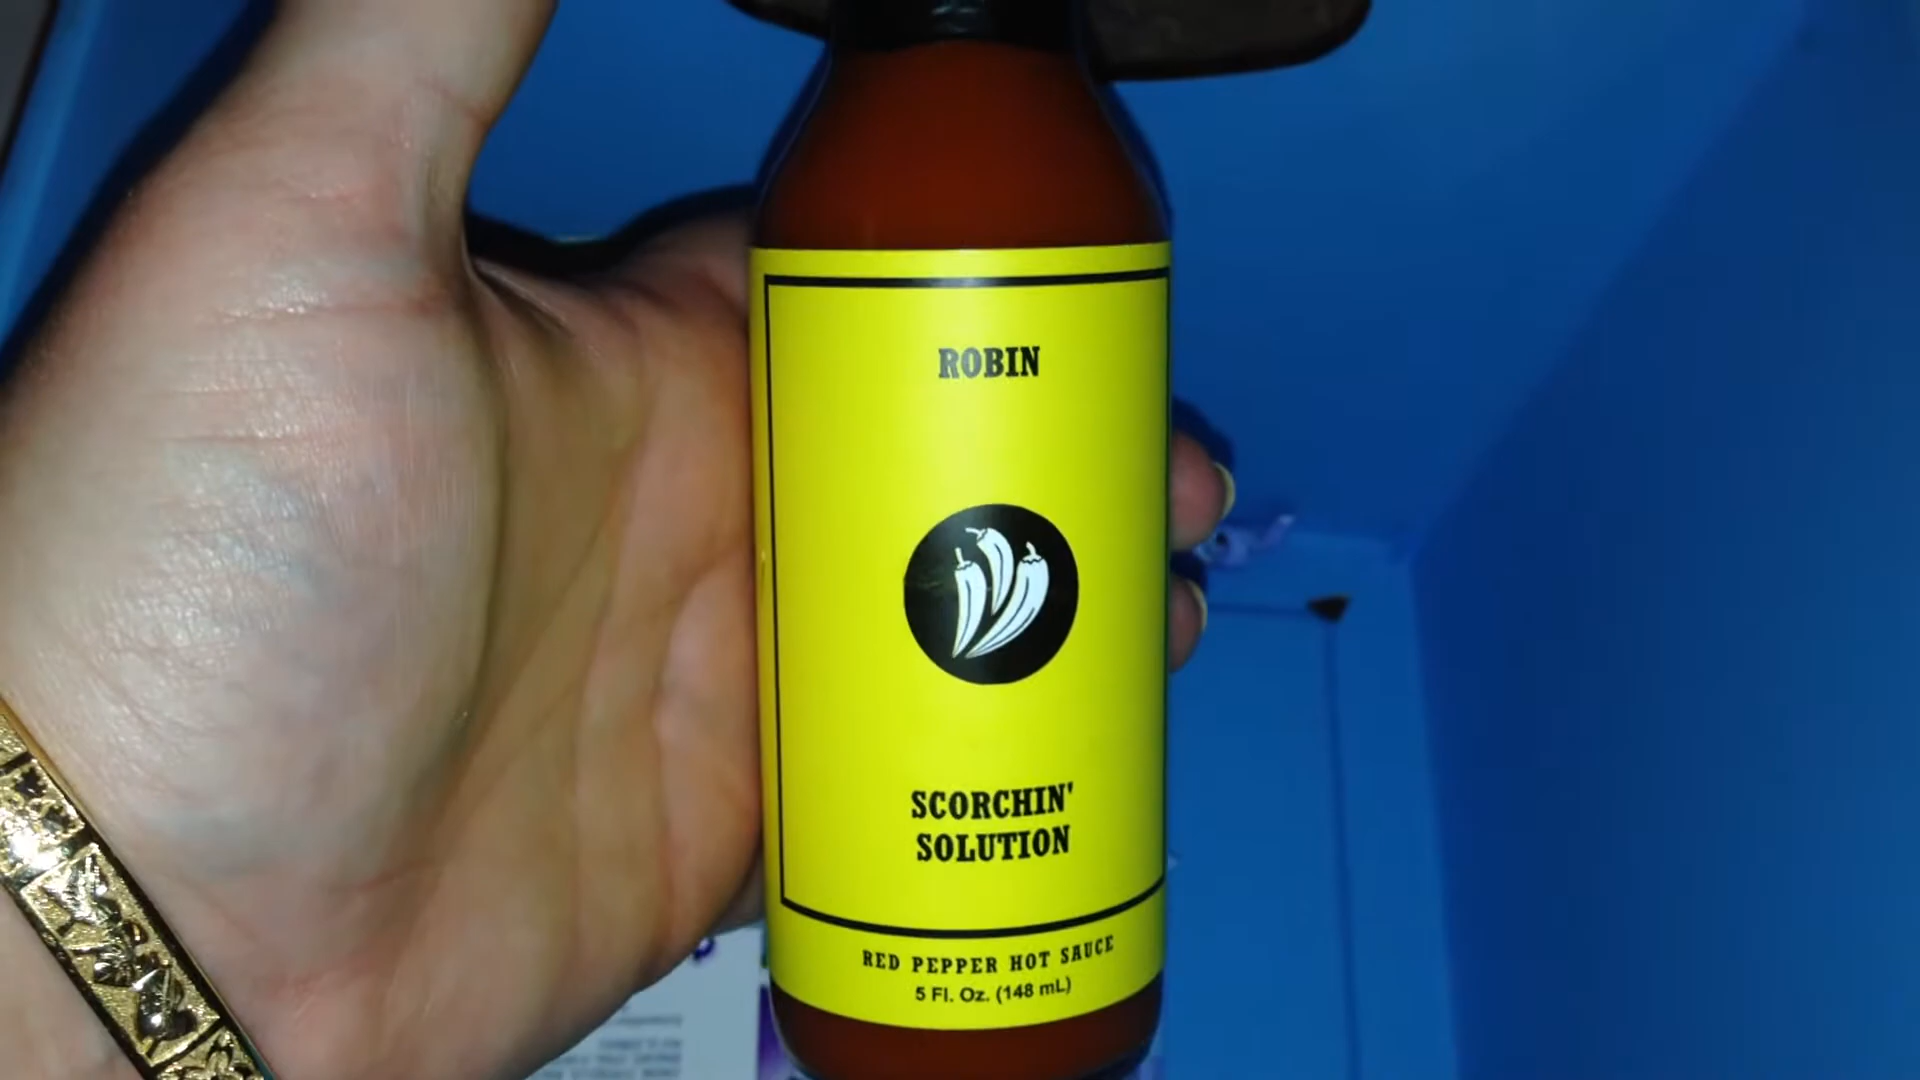 ROBIN
SCORCHIN'
SOLUTION
RED PEPPER HOT SAUCE
5 Fl. Oz. (148 mL)